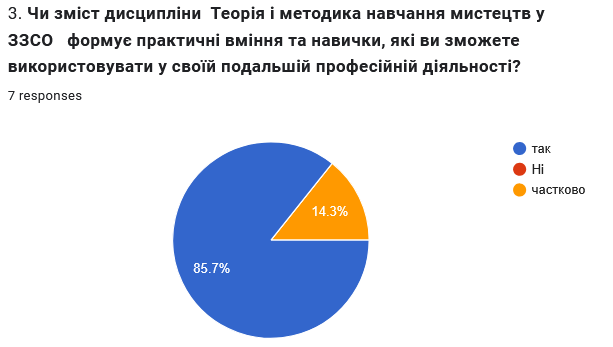 3. Чи зміст дисципліни  Теорія і методика навчання мистецтв у
ЗЗСО   формує практичні вміння та навички, які ви зможете
використовувати у своїй подальшій професійній діяльності?
7 responses
так
Ні
частково
14.3%
85.7%